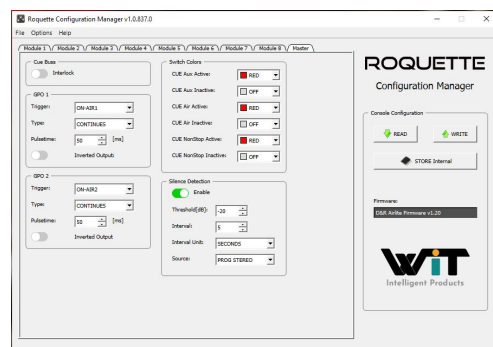 Roquette Configuration Manager v1.0.837.0
File Options Help
Module 1 Module 2 Module 3 Module 4 Module 5 Module 6 Module 7 Module 8 Master
Cue Buss
Interlock
GPO 1
Trigger: ON-AIR1
Type: CONTINUES
Pulsetime: 50 [ms]
Inverted Output:
GPO 2
Trigger: ON-AIR2
Type: CONTINUES
Pulsetime: 50 [ms]
Inverted Output
Switch Colors
CUE Aux Active: RED
CUE Aux Inactive: OFF
CUE Air Active: RED
CUE Air Inactive: OFF
CUE NonStop Active: RED
CUE NonStop Inactive: OFF
Silence Detection
Enable
Threshold[dB]: -20
Interval: 5
Interval Unit: SECONDS
Source: PROG STEREO
ROQUETTE
Configuration Manager
Console Configuration
READ WRITE
STORE Internal
Firmware:
D&R Airlite Firmware v1.20
WiT
Intelligent Products